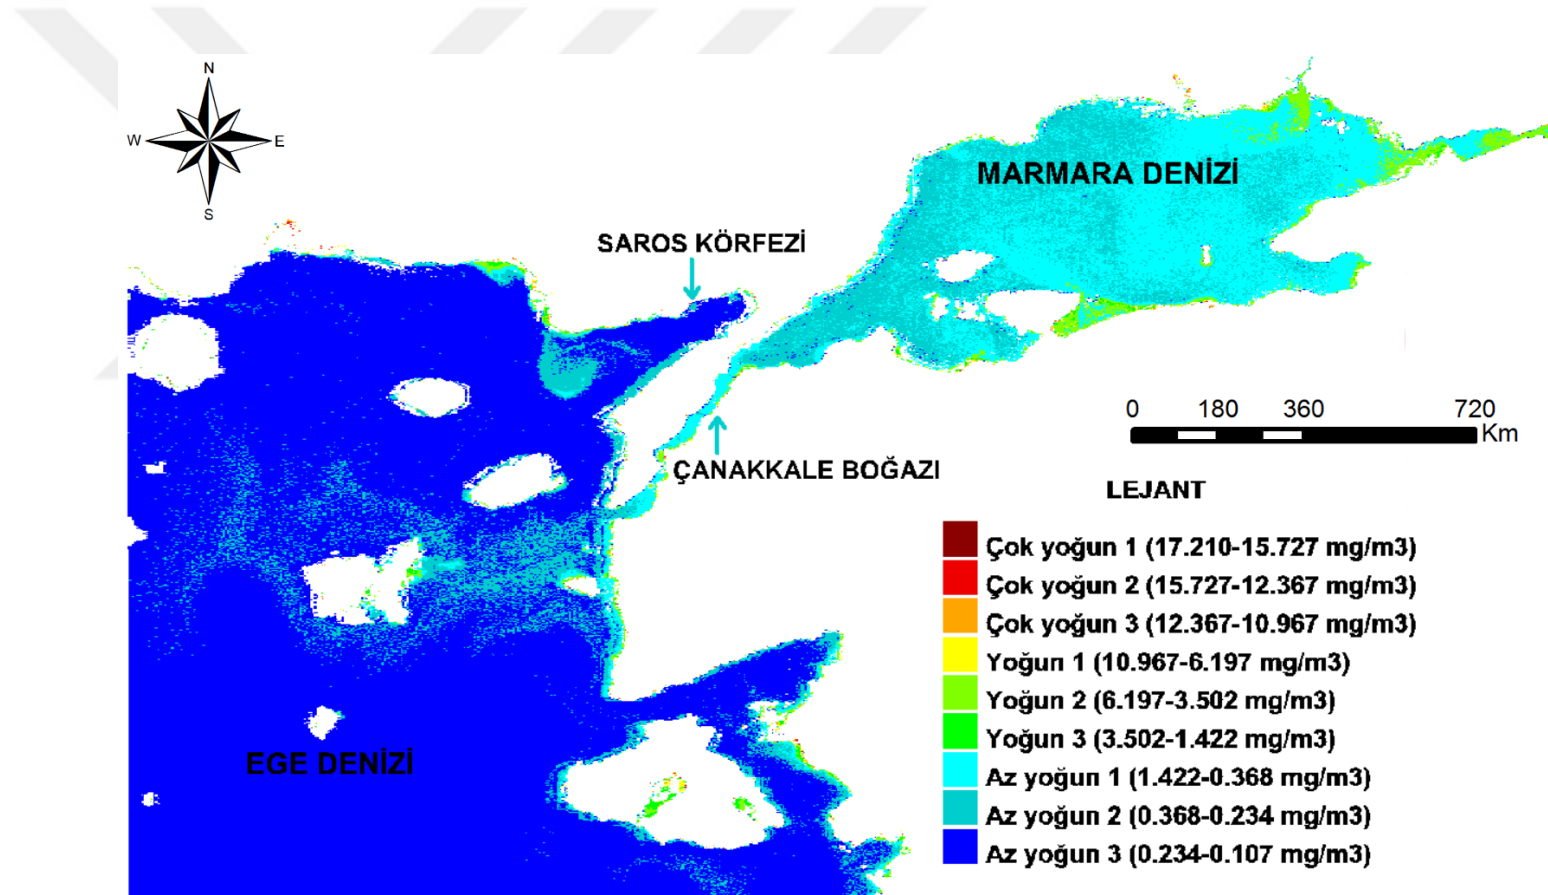 N
W E
S
MARMARA DENİZİ
SAROS KÖRFEZİ
0 180 360 720
Km
ÇANAKKALE BOĞAZI
LEJANT
Çok yoğun 1 (17.210-15.727 mg/m3)
Çok yoğun 2 (15.727-12.367 mg/m3)
Çok yoğun 3 (12.367-10.967 mg/m3)
Yoğun 1 (10.967-6.197 mg/m3)
Yoğun 2 (6.197-3.502 mg/m3)
Yoğun 3 (3.502-1.422 mg/m3)
EGE DENİZİ
Az yoğun 1 (1.422-0.368 mg/m3)
Az yoğun 2 (0.368-0.234 mg/m3)
Az yoğun 3 (0.234-0.107 mg/m3)